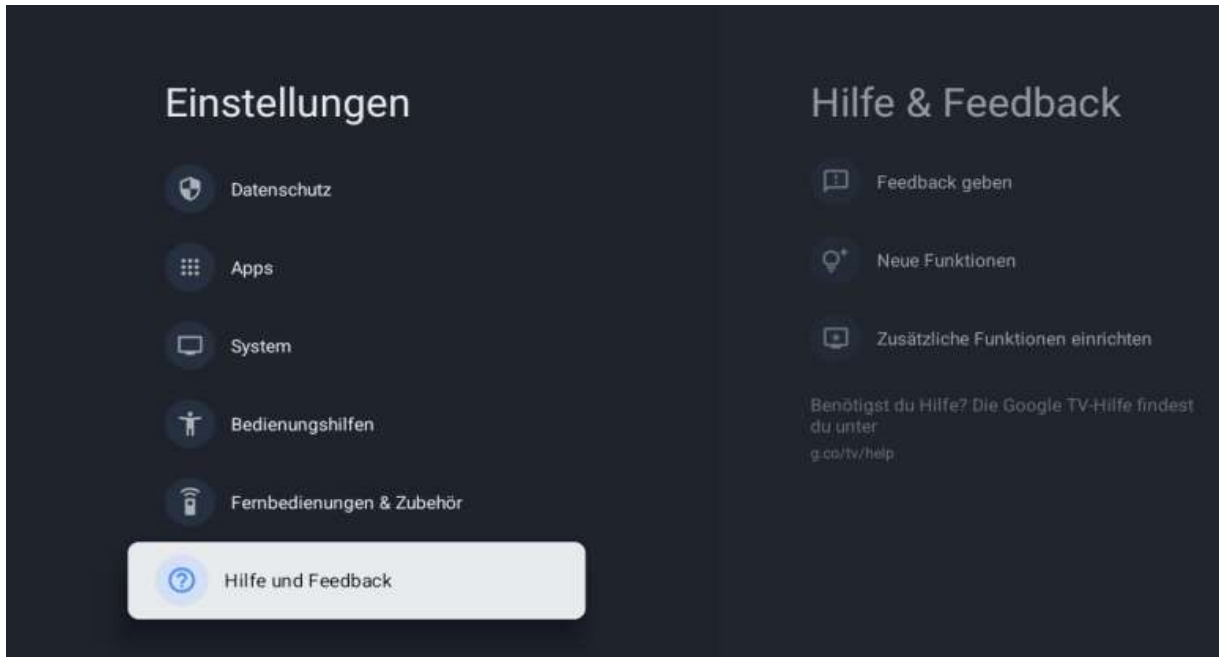 Einstellungen
Datenschutz
Apps
System
Bedienungshilfen
Fernbedienungen & Zubehör
Hilfe und Feedback
Hilfe & Feedback
Feedback geben
Neue Funktionen
Zusätzliche Funktionen einrichten
Benötigst du Hilfe? Die Google TV-Hilfe findest
du unter
g.co/tv/help